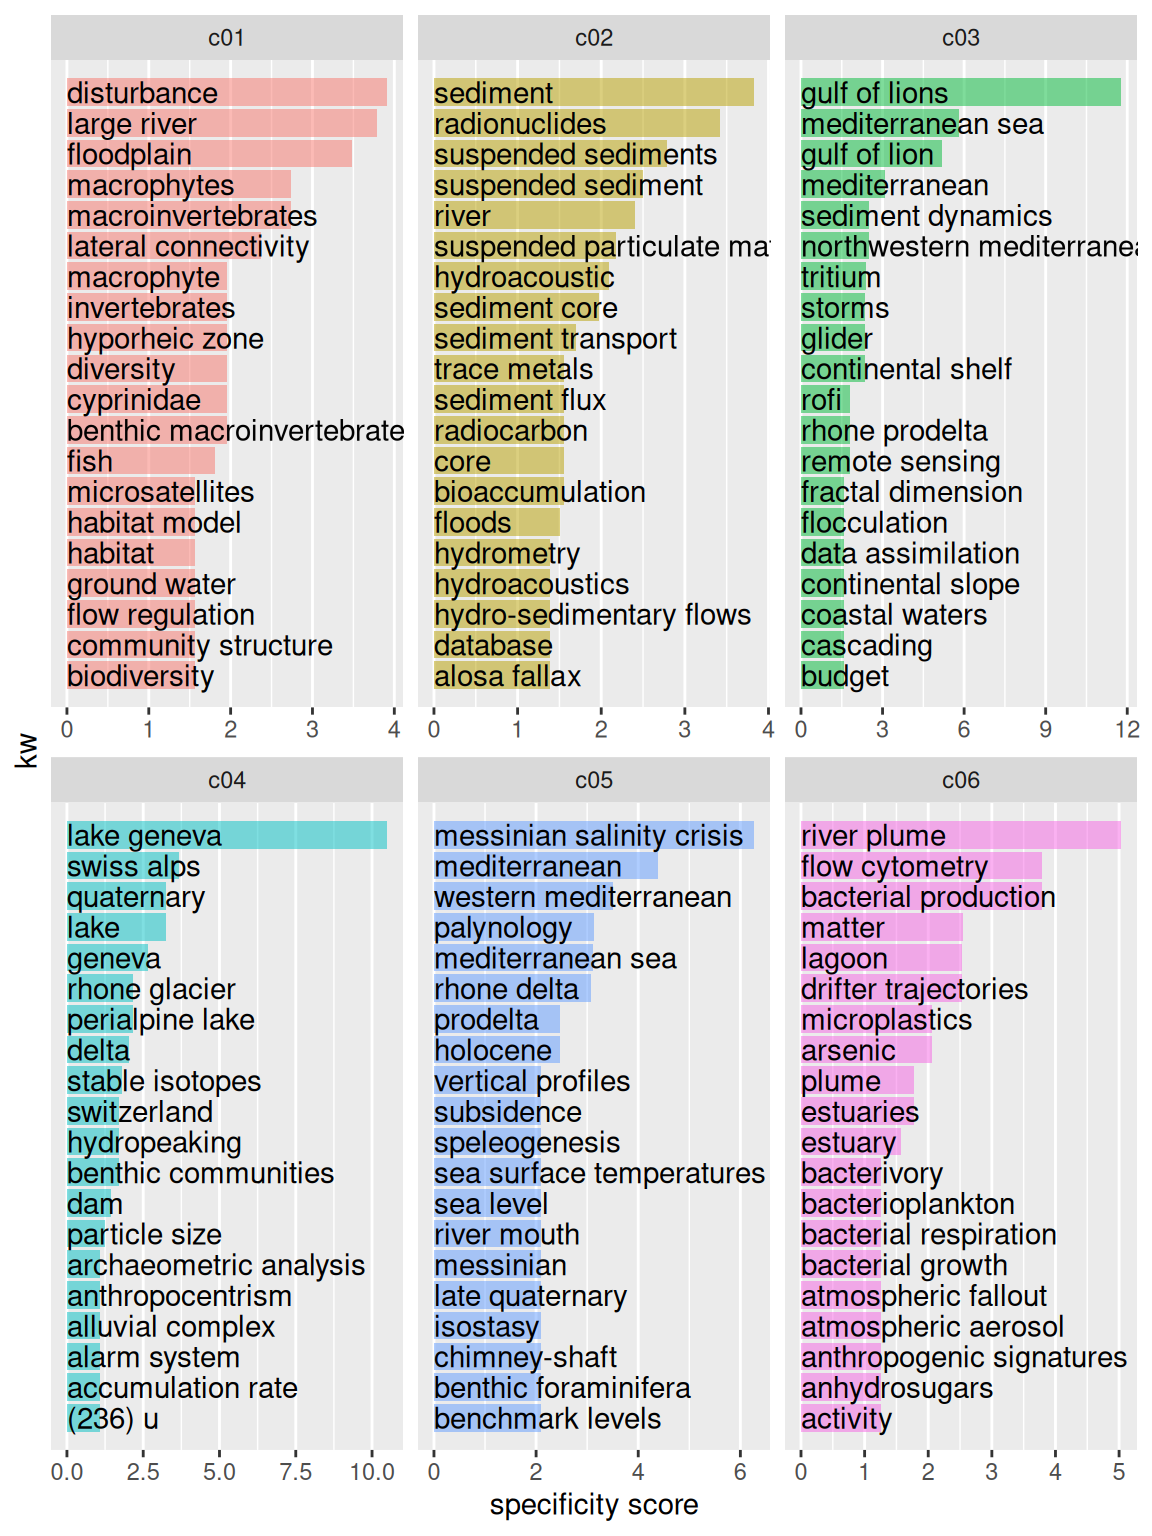 c01
disturbance
large river
floodplain
macrophytes
macroinvertebrates
lateral connectivity
macrophyte
invertebrates
hyporheic zone
diversity
cyprinidae
benthic macroinvertebrate
fish
microsatellites
habitat model
habitat
ground water
flow regulation
community structure
biodiversity
0 1 2 3 4
c02
sediment
radionuclides
suspended sediments
suspended sediment
river
suspended particulate mat
hydroacoustic
sediment core
sediment transport
trace metals
sediment flux
radiocarbon
core
bioaccumulation
floods
hydrometry
hydroacoustics
hydro-sedimentary flows
database
alosa fallax
0 1 2 3 4
c03
gulf of lions
mediterranean sea
gulf of lion
mediterranean
sediment dynamics
northwestern mediterranea
tritium
storms
glider
continental shelf
rofi
rhone prodelta
remote sensing
fractal dimension
flocculation
data assimilation
continental slope
coastal waters
cascading
budget
0 3 6 9 12
kw
c04
lake geneva
swiss alps
quaternary
lake
geneva
rhone glacier
perialpine lake
delta
stable isotopes
switzerland
hydropeaking
benthic communities
dam
particle size
archaeometric analysis
anthropocentrism
alluvial complex
alarm system
accumulation rate
(236) u
0.0 2.5 5.0 7.5 10.0
c05
messinian salinity crisis
mediterranean
western mediterranean
palynology
mediterranean sea
rhone delta
prodelta
holocene
vertical profiles
subsidence
speleogenesis
sea surface temperatures
sea level
river mouth
messinian
late quaternary
isostasy
chimney-shaft
benthic foraminifera
benchmark levels
0 2 4 6
c06
river plume
flow cytometry
bacterial production
matter
lagoon
drifter trajectories
microplastics
arsenic
plume
estuaries
estuary
bacterivory
bacterioplankton
bacterial respiration
bacterial growth
atmospheric fallout
atmospheric aerosol
anthropogenic signatures
anhydrosugars
activity
0 1 2 3 4 5
specificity score